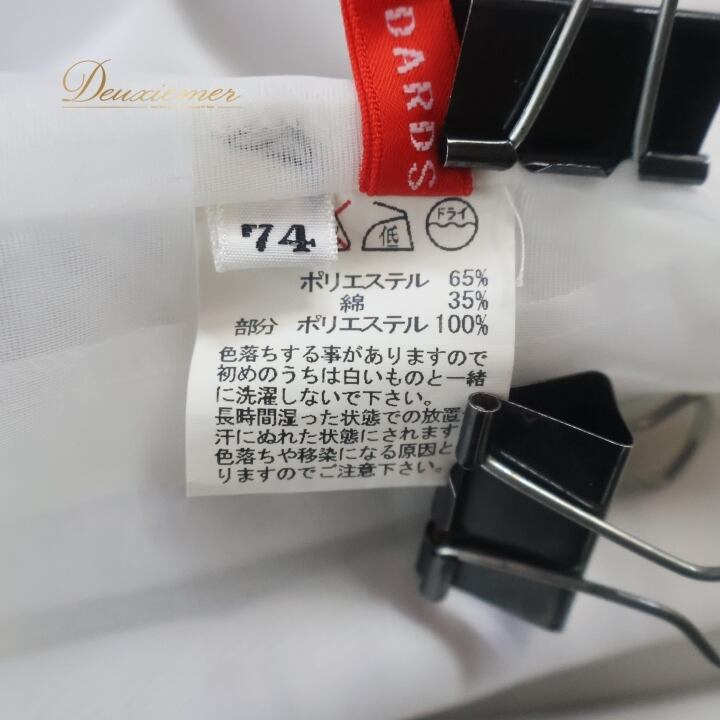 Deuxiemer
DARDS
74
低
ドライ
ポリエステル 65%
綿 35%
部分 ポリエステル 100%
色落ちする事がありますので
初めのうちは白いものと一緒
に洗濯しないで下さい。
長時間湿った状態での放置
汗にぬれた状態にされます
色落ちや移染になる原因と
りますのでご注意下さい。